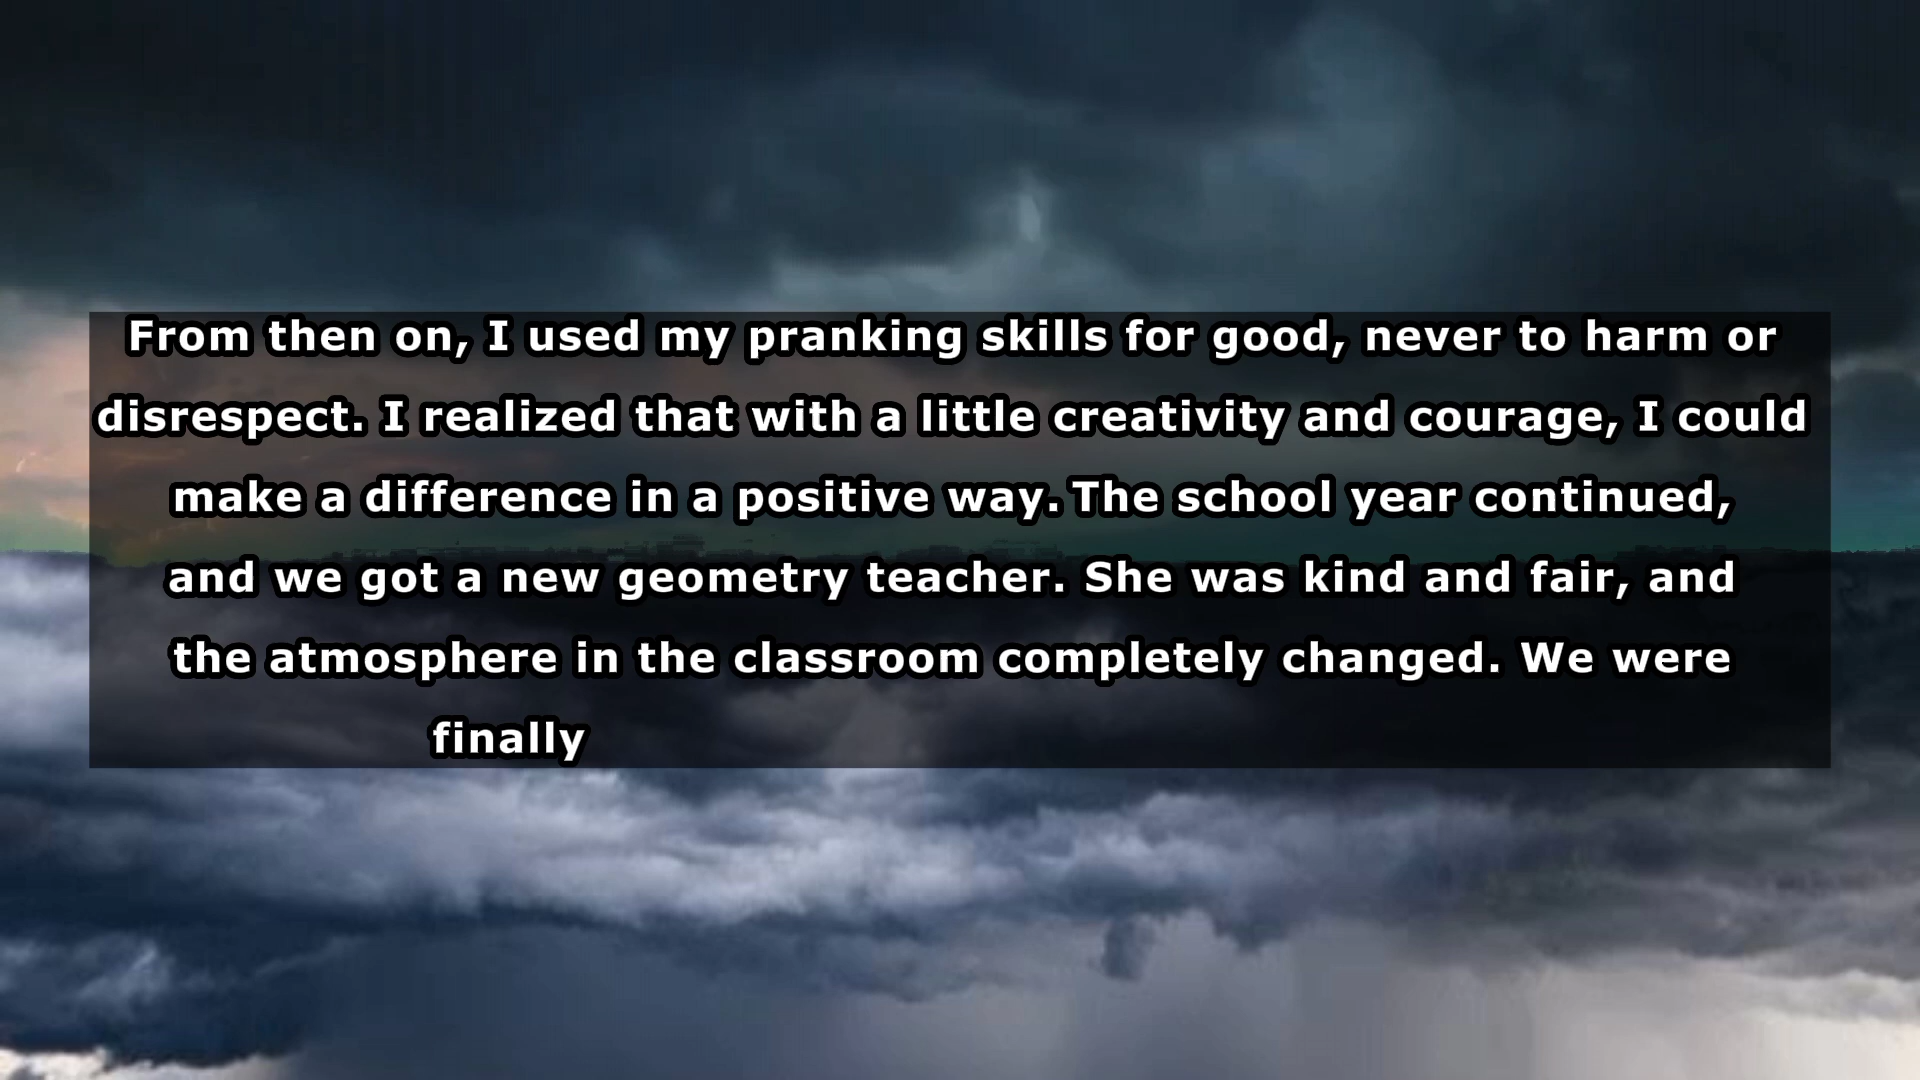 From then on, I used my pranking skills for good, never to harm or
disrespect. I realized that with a little creativity and courage, I could
make a difference in a positive way. The school year continued,
and we got a new geometry teacher. She was kind and fair, and
the atmosphere in the classroom completely changed. We were
finally